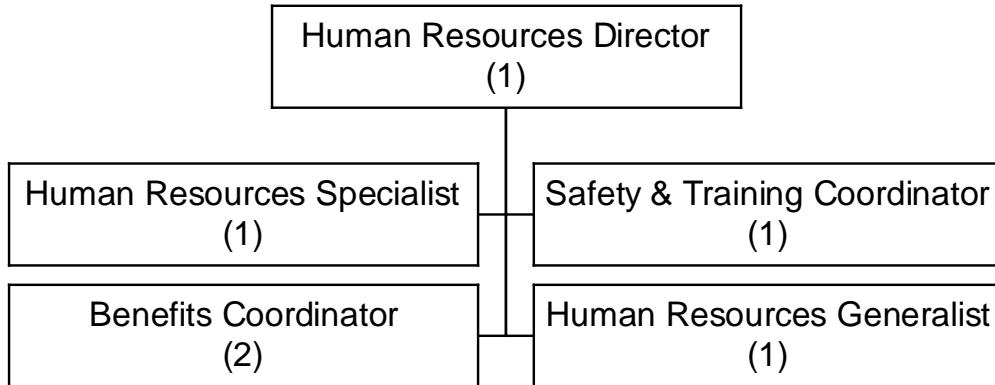 Human Resources Director
(1)
Human Resources Specialist
(1)
Safety & Training Coordinator
(1)
Benefits Coordinator
(2)
Human Resources Generalist
(1)